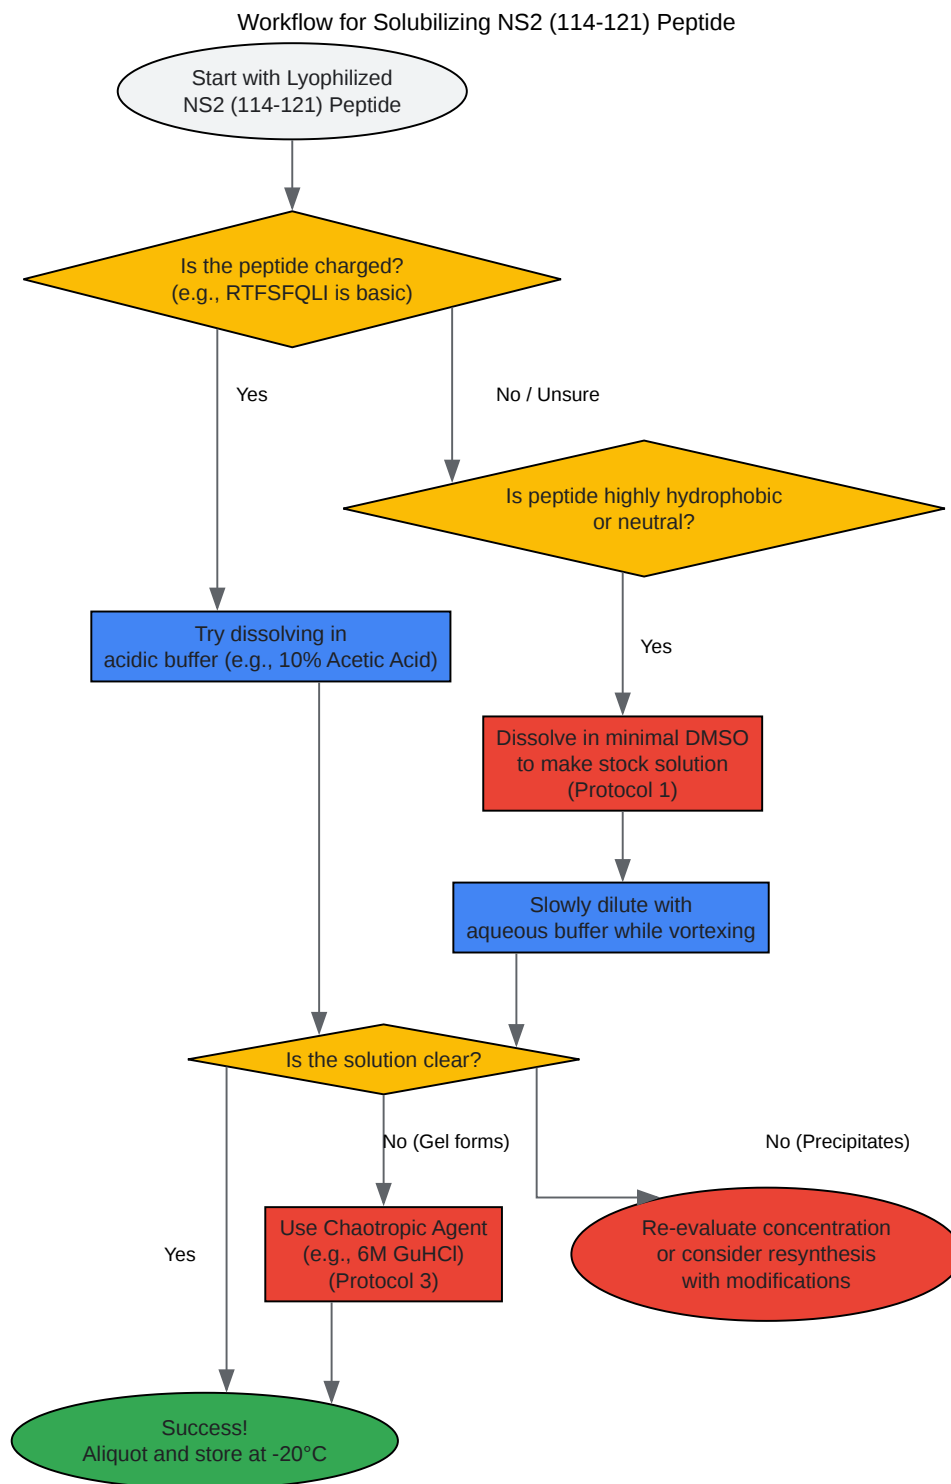 Workflow for Solubilizing NS2 (114-121) Peptide
Start with Lyophilized
NS2 (114-121) Peptide
Is the peptide charged?
(e.g., RTFSFQLI is basic)
Yes
No / Unsure
Is peptide highly hydrophobic
or neutral?
Try dissolving in
acidic buffer (e.g., 10% Acetic Acid)
Yes
Dissolve in minimal DMSO
to make stock solution
(Protocol 1)
Slowly dilute with
aqueous buffer while vortexing
Is the solution clear?
No (Gel forms)
No (Precipitates)
Yes
Use Chaotropic Agent
(e.g., 6M GuHCl)
(Protocol 3)
Re-evaluate concentration
or consider resynthesis
with modifications
Success!
Aliquot and store at -20°C